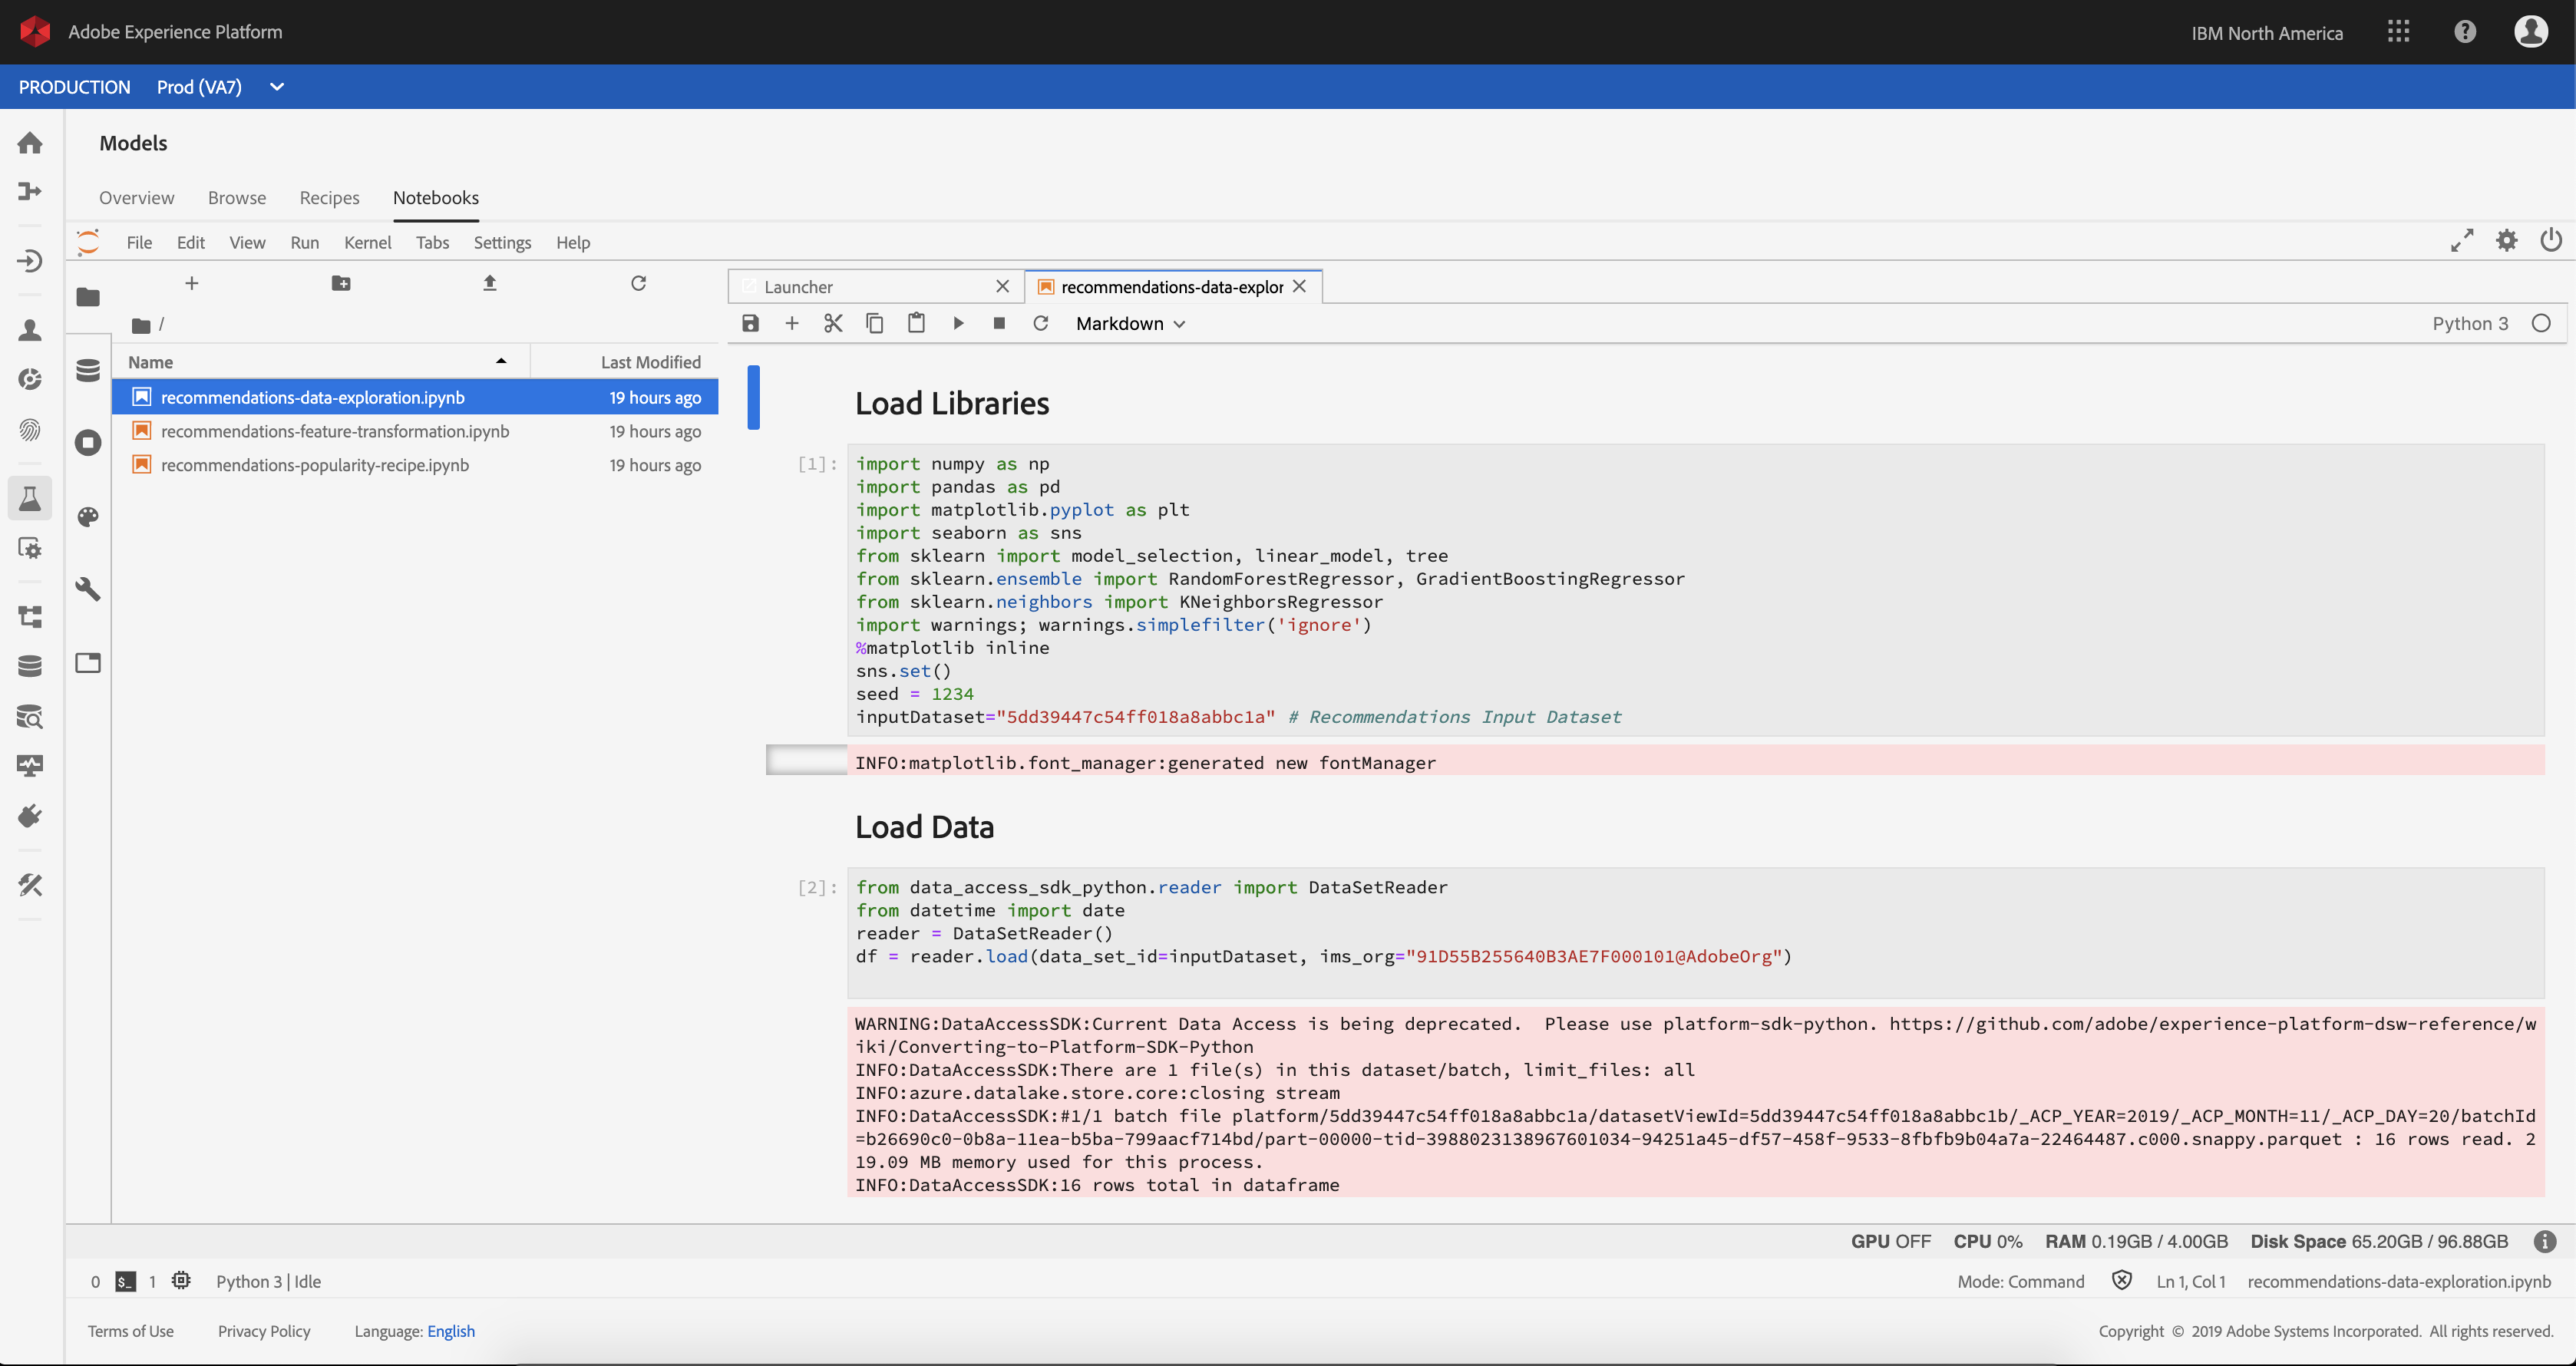 Adobe Experience Platform
IBM North America
PRODUCTION Prod (VA7)
Models
Overview Browse Recipes Notebooks
File Edit View Run Kernel Tabs Settings Help
/
Name Last Modified
recommendations-data-exploration.ipynb 19 hours ago
recommendations-feature-transformation.ipynb 19 hours ago
recommendations-popularity-recipe.ipynb 19 hours ago
Launcher recommendations-data-explor
Markdown Python 3
Load Libraries
[1]: import numpy as np
import pandas as pd
import matplotlib.pyplot as plt
import seaborn as sns
from sklearn import model_selection, linear_model, tree
from sklearn.ensemble import RandomForestRegressor, GradientBoostingRegressor
from sklearn.neighbors import KNeighborsRegressor
import warnings; warnings.simplefilter('ignore')
%matplotlib inline
sns.set()
seed = 1234
inputDataset="5dd39447c54ff018a8abbc1a" # Recommendations Input Dataset
INFO:matplotlib.font_manager:generated new fontManager
Load Data
[2]: from data_access_sdk_python.reader import DataSetReader
from datetime import date
reader = DataSetReader()
df = reader.load(data_set_id=inputDataset, ims_org="91D55B255640B3AE7F000101@AdobeOrg")
WARNING:DataAccessSDK:Current Data Access is being deprecated.  Please use platform-sdk-python. https://github.com/adobe/experience-platform-dsw-reference/w
iki/Converting-to-Platform-SDK-Python
INFO:DataAccessSDK:There are 1 file(s) in this dataset/batch, limit_files: all
INFO:azure.datalake.store.core:closing stream
INFO:DataAccessSDK:#1/1 batch file platform/5dd39447c54ff018a8abbc1a/datasetViewId=5dd39447c54ff018a8abbc1b/_ACP_YEAR=2019/_ACP_MONTH=11/_ACP_DAY=20/batchId
=b26690c0-0b8a-11ea-b5ba-799aacf714bd/part-00000-tid-3988023138967601034-94251a45-df57-458f-9533-8fbfb9b04a7a-22464487.c000.snappy.parquet : 16 rows read. 2
19.09 MB memory used for this process.
INFO:DataAccessSDK:16 rows total in dataframe
GPU OFF CPU 0% RAM 0.19GB / 4.00GB Disk Space 65.20GB / 96.88GB
0 $_ 1 Python 3 | Idle Mode: Command Ln 1, Col 1 recommendations-data-exploration.ipynb
Terms of Use Privacy Policy Language: English Copyright © 2019 Adobe Systems Incorporated. All rights reserved.